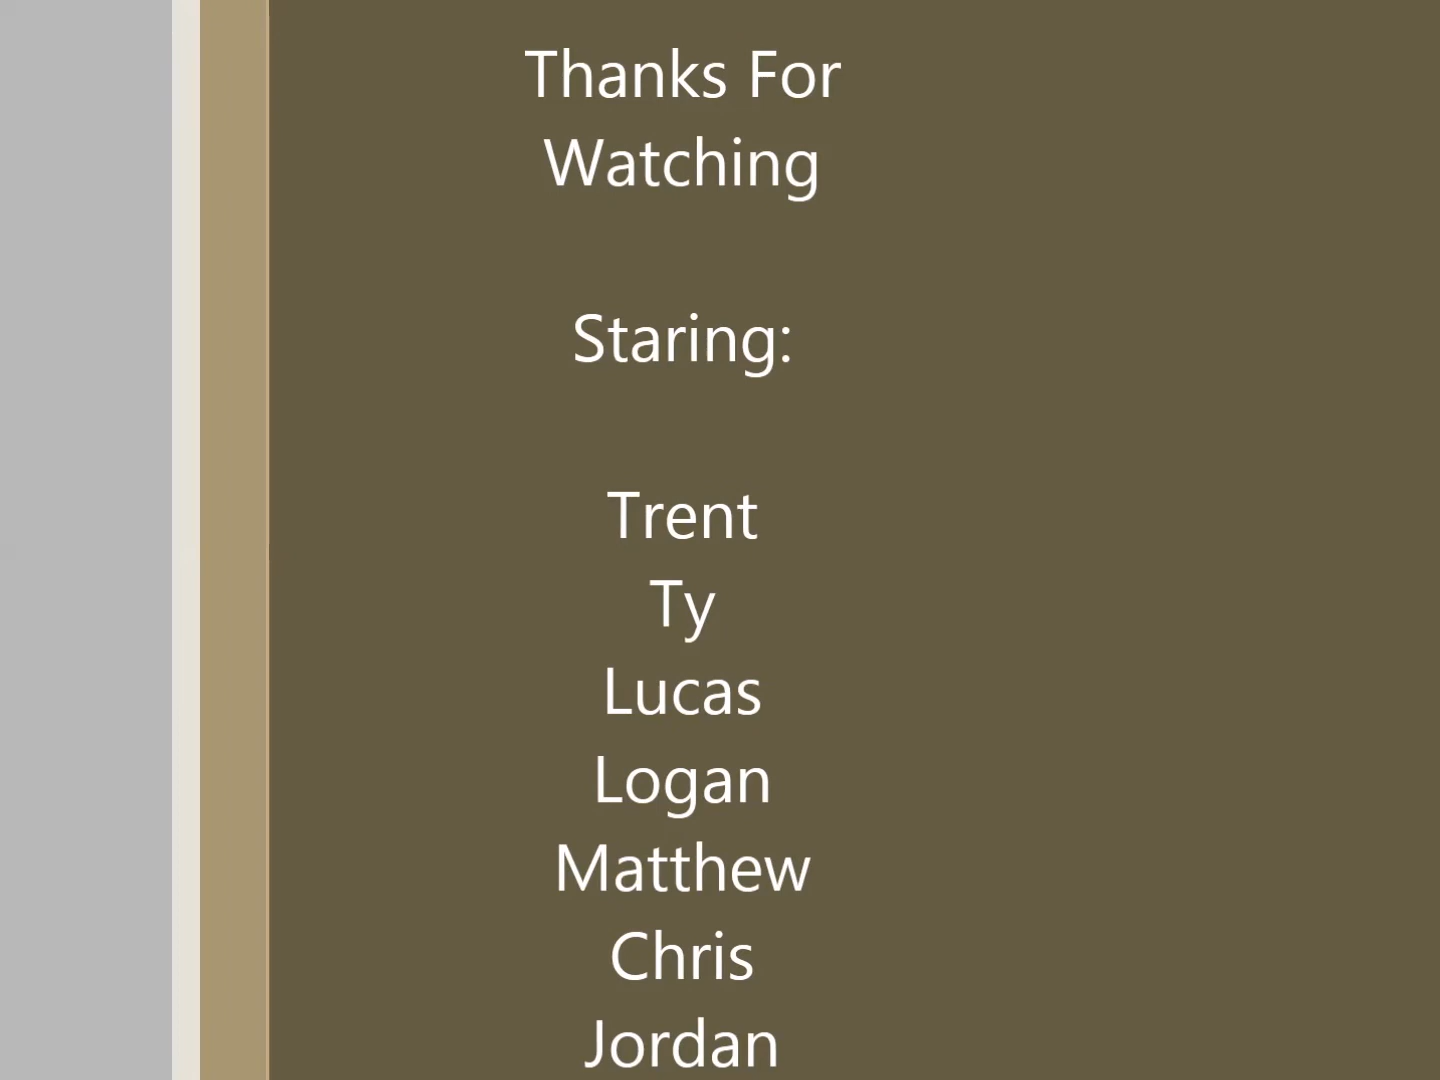 Thanks For
Watching
Staring:
Trent
Ty
Lucas
Logan
Matthew
Chris
Jordan